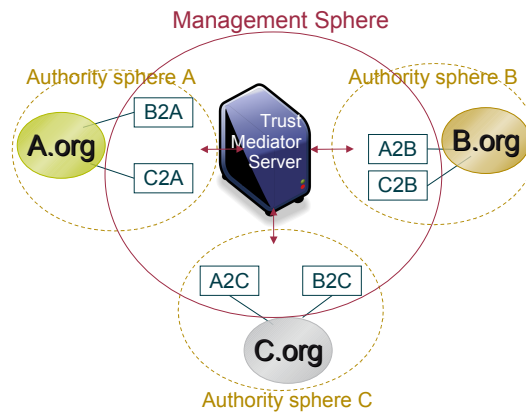 Management Sphere
Authority sphere A
Authority sphere B
B2A
Trust
Mediator
Server
A.org
A2B
B.org
C2A
C2B
A2C
B2C
C.org
Authority sphere C